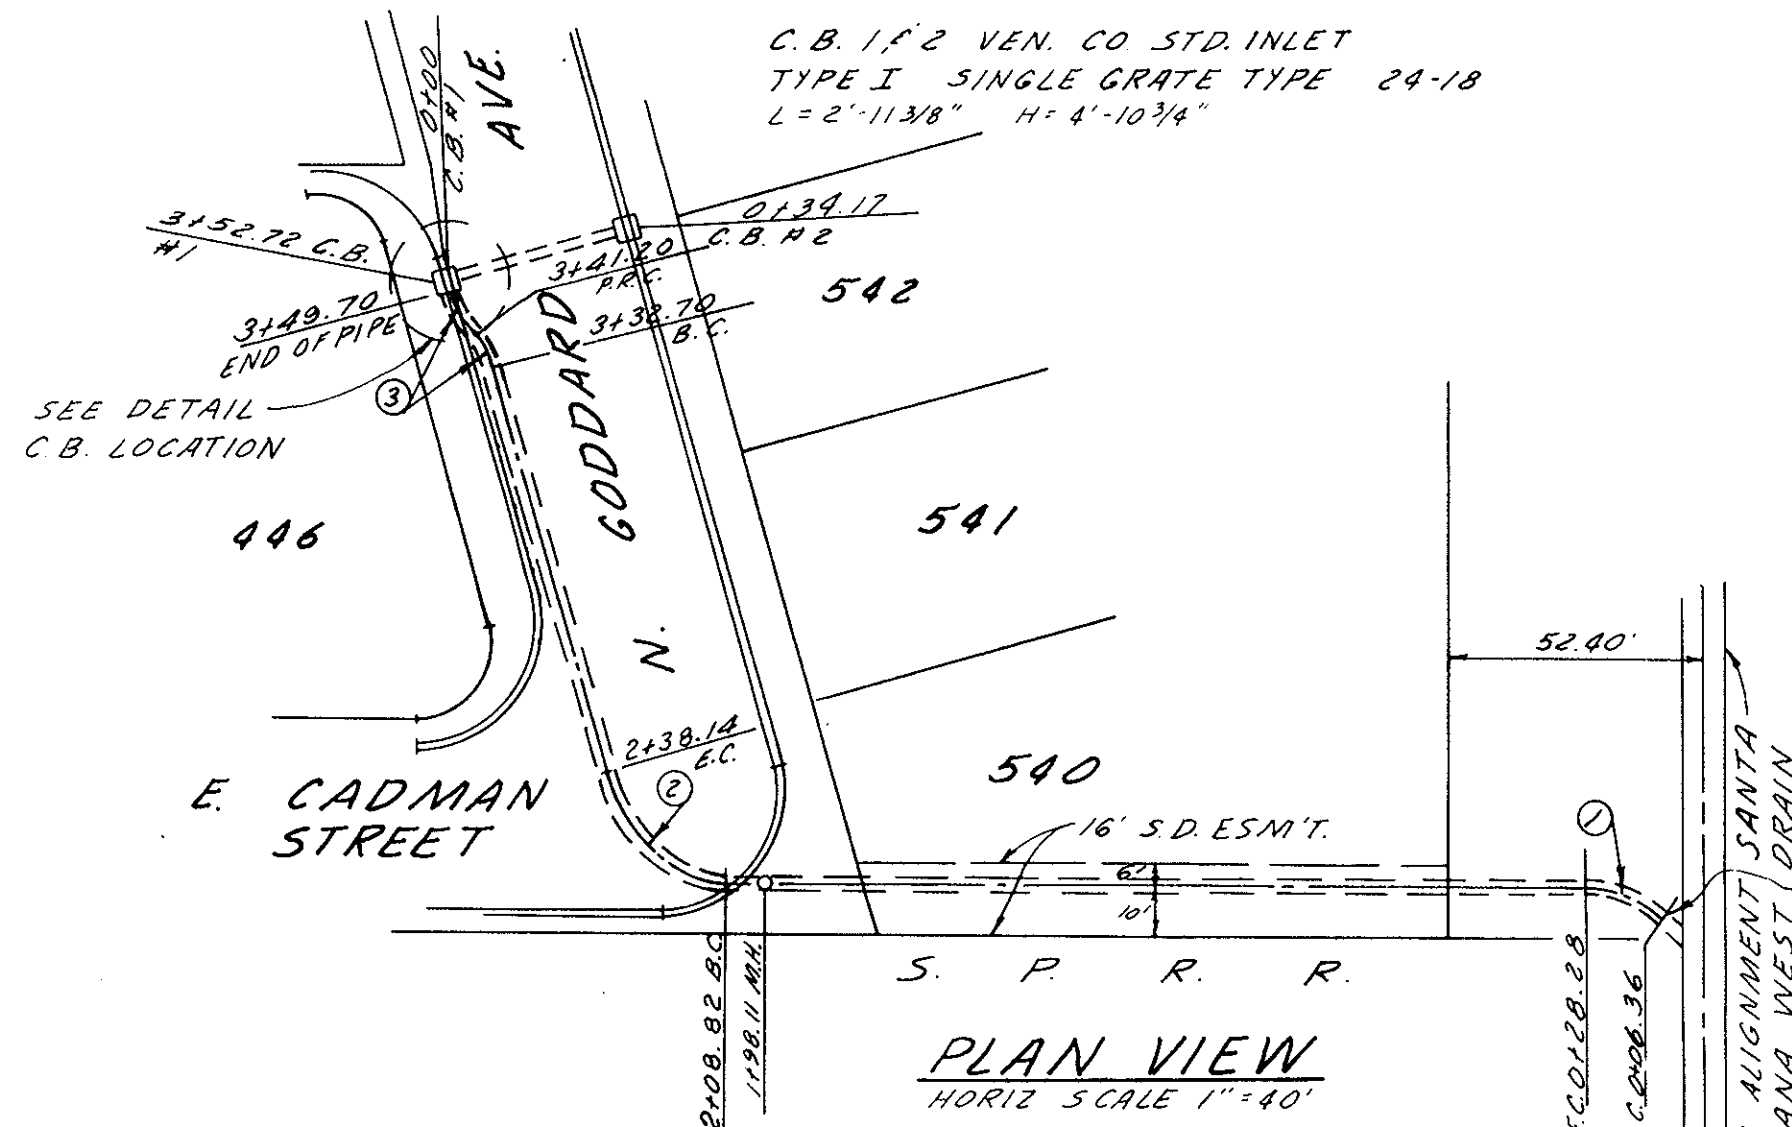 C.B. 1 & 2 VEN. CO. STD. INLET
TYPE I SINGLE GRATE TYPE 24-18
L = 2'-11 3/8" H = 4'-10 3/4"
0+00
C.B. #1
AVE.
3+52.72 C.B.
#1
0+34.17
C.B. #2
3+41.20
P.R.C.
3+49.70
END OF PIPE
3+38.70
B.C.
542
SEE DETAIL
C.B. LOCATION
3
GODDARD
446
541
N.
52.40'
2+38.14
E.C.
2
540
E. CADMAN
STREET
16' S.D. ESM'T.
1
6'
10'
S. P. R. R.
2+08.82 B.C.
1+98.11 M.H.
E.C. 0+28.28
C. 0+06.36
ALIGNMENT SANTA
ANA WEST DRAIN
PLAN VIEW
HORIZ SCALE 1" = 40'